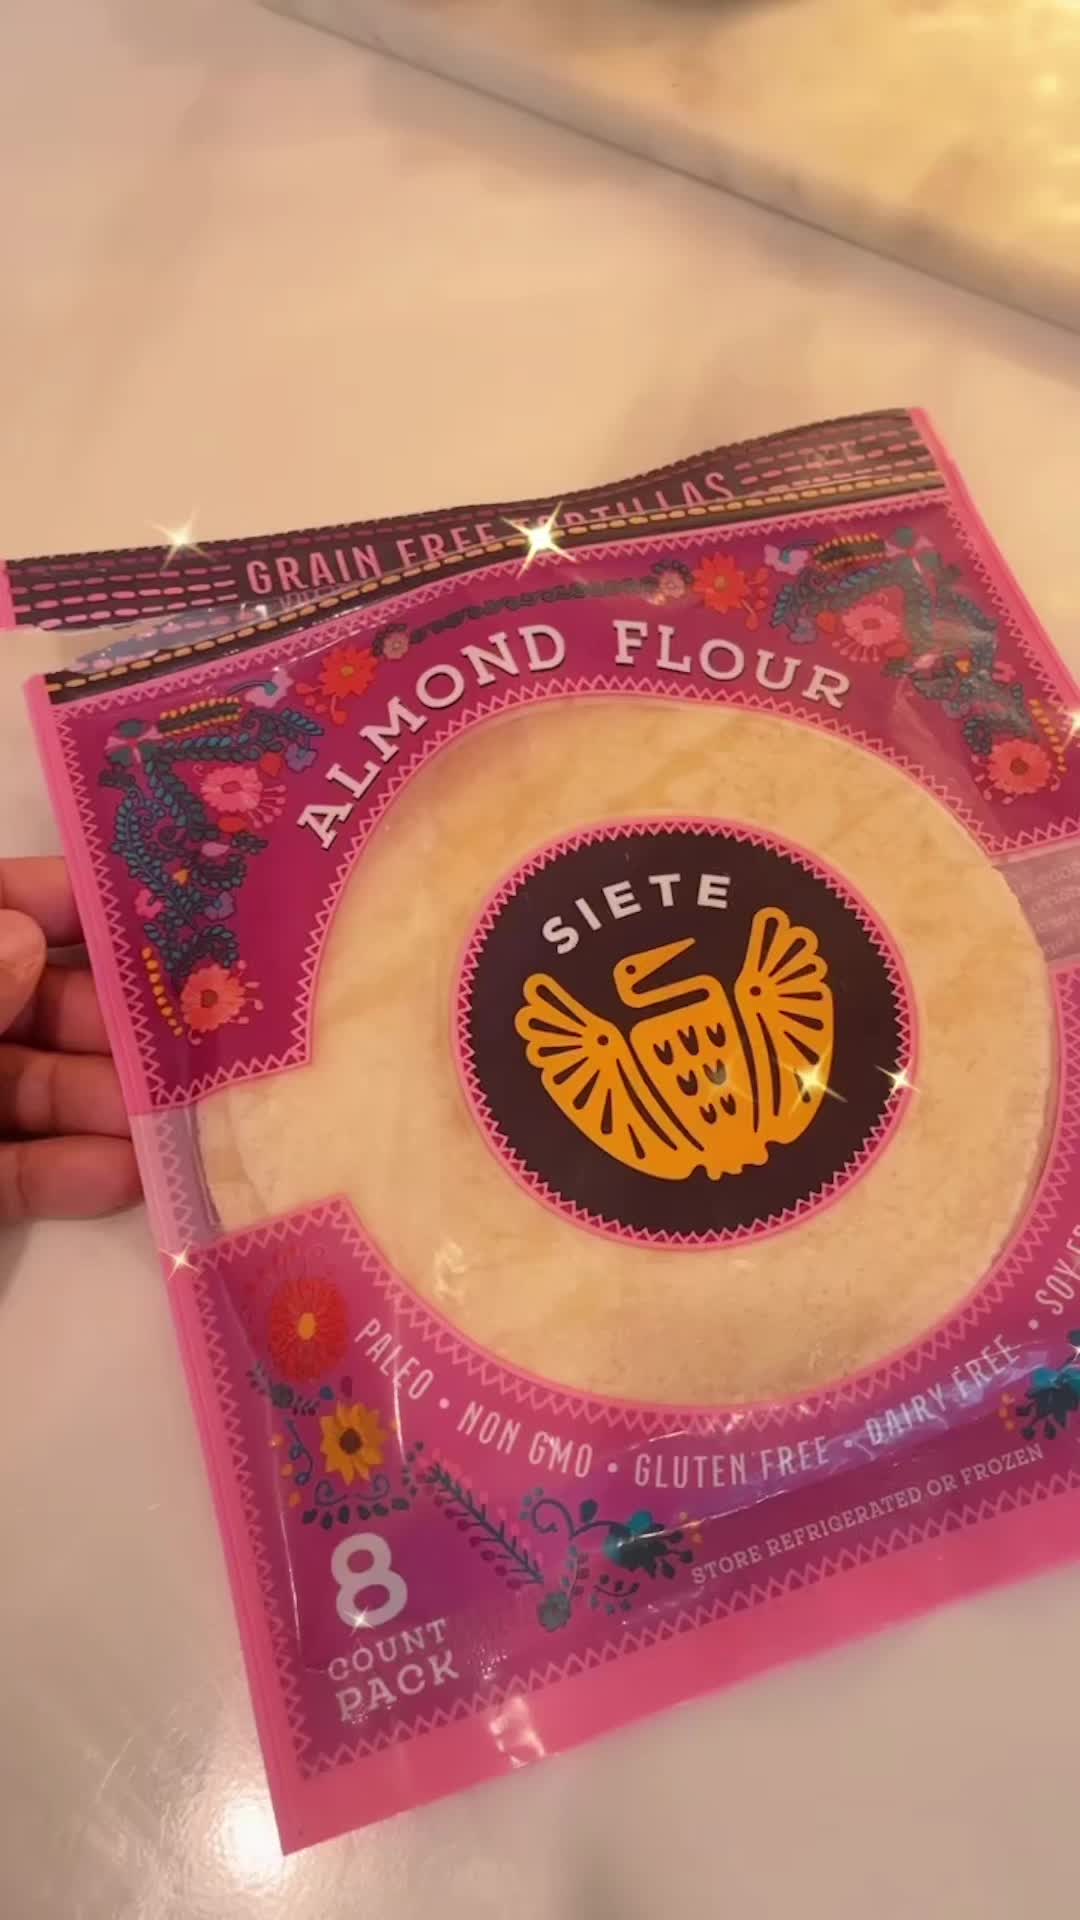 GRAIN FREE TORTILLAS
ALMOND FLOUR
SIETE
PALEO • NON GMO • GLUTEN FREE • DAIRY FREE •
STORE REFRIGERATED OR FROZEN
8
COUNT
PACK